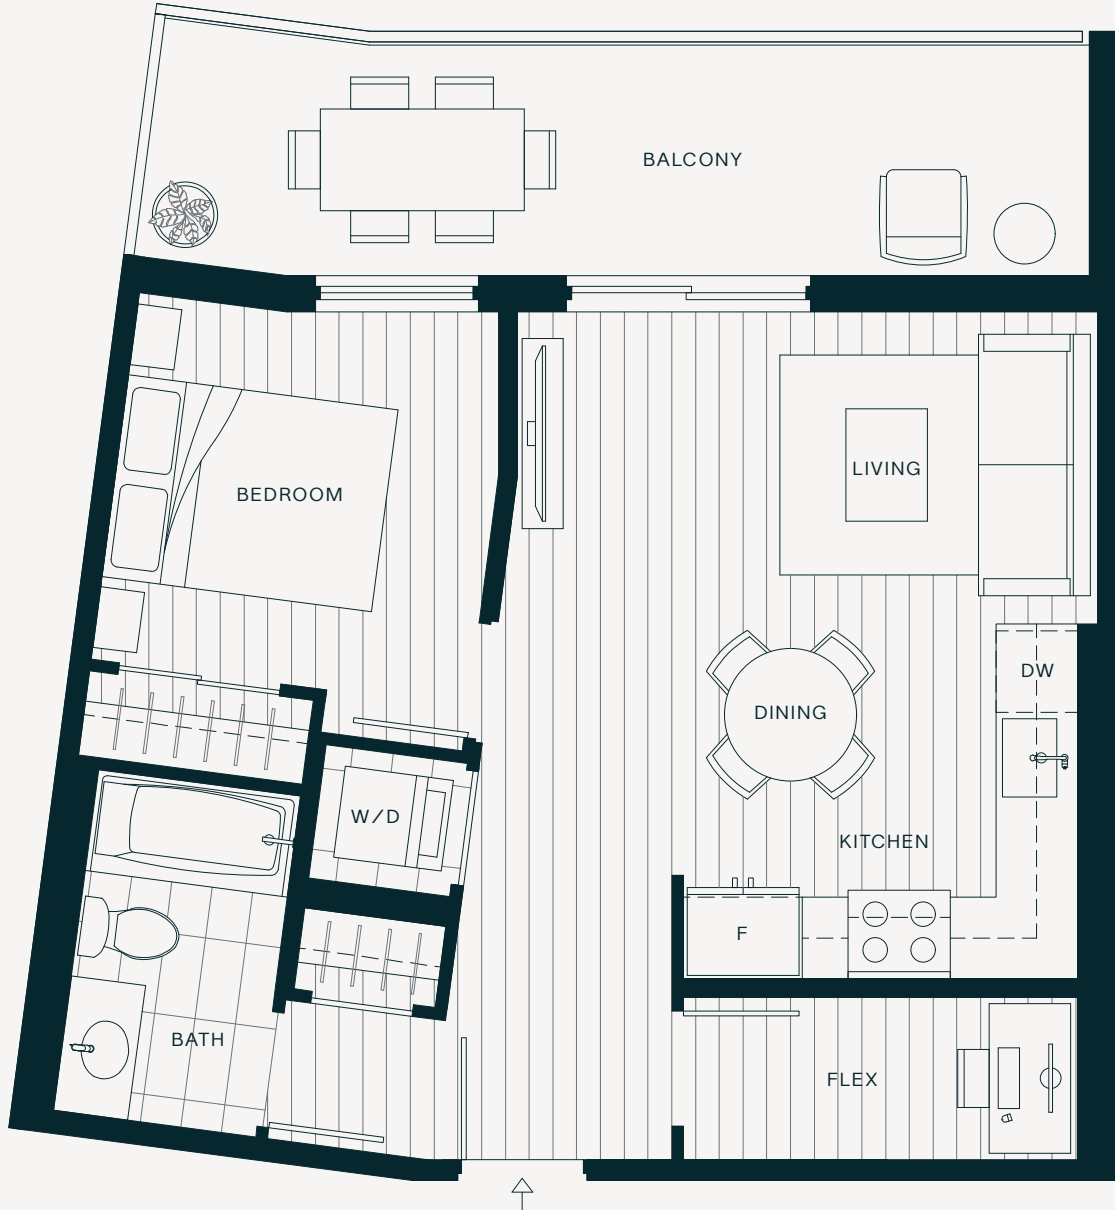 BALCONY
LIVING
BEDROOM
DW
DINING
W/D
KITCHEN
F
BATH
FLEX